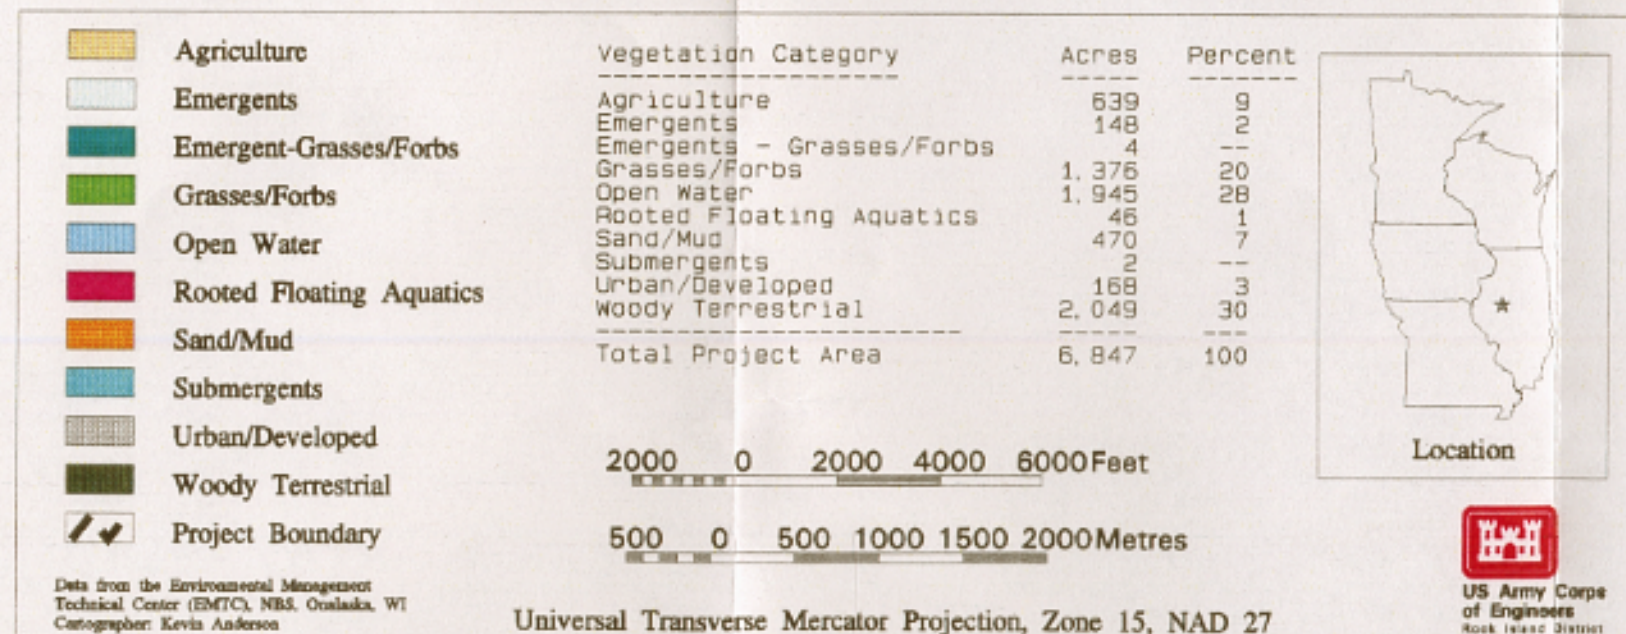 Agriculture
Emergents
Emergent-Grasses/Forbs
Grasses/Forbs
Open Water
Rooted Floating Aquatics
Sand/Mud
Submergents
Urban/Developed
Woody Terrestrial
Project Boundary
Data from the Environmental Management
Technical Center (EMTC), NBS, Onalaska, WI
Cartographer: Kevin Anderson
Vegetation Category Acres Percent
Agriculture 639 9
Emergents 148 2
Emergents - Grasses/Forbs 4 --
Grasses/Forbs 1,376 20
Open Water 1,945 28
Rooted Floating Aquatics 46 1
Sand/Mud 470 7
Submergents 2 --
Urban/Developed 168 3
Woody Terrestrial 2,049 30
Total Project Area 6,847 100
2000 0 2000 4000 6000 Feet
500 0 500 1000 1500 2000 Metres
Universal Transverse Mercator Projection, Zone 15, NAD 27
Location
US Army Corps
of Engineers
Rock Island District